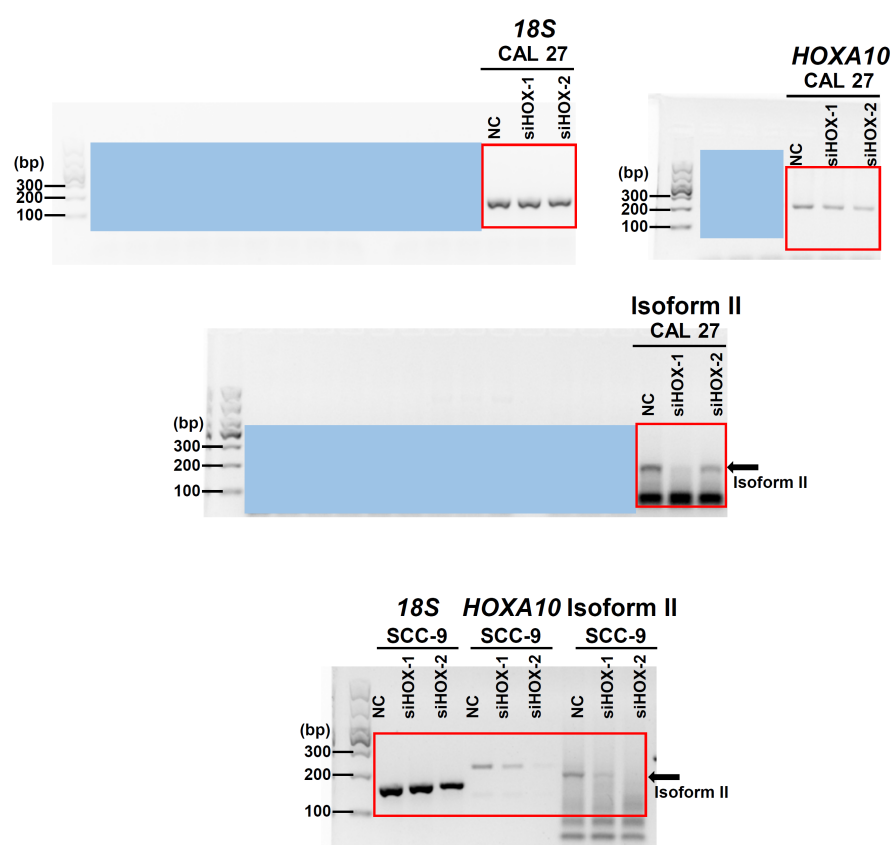 18S
CAL 27
NC
siHOX-1
siHOX-2
(bp)
300
200
100
HOXA10
CAL 27
NC
siHOX-1
siHOX-2
(bp)
300
200
100
Isoform II
CAL 27
NC
siHOX-1
siHOX-2
(bp)
300
200
100
Isoform II
18S HOXA10 Isoform II
SCC-9 SCC-9 SCC-9
NC siHOX-1 siHOX-2 NC siHOX-1 siHOX-2 NC siHOX-1 siHOX-2
(bp)
300
200
100
Isoform II